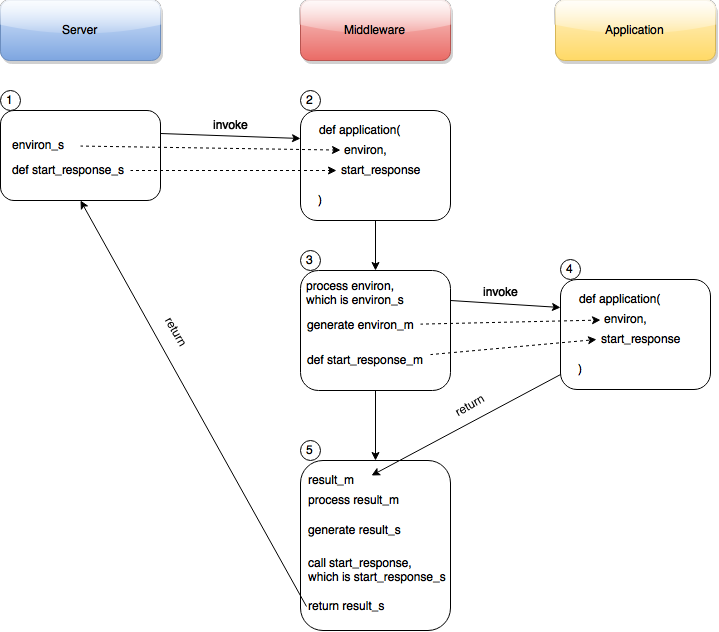 Server
Middleware
Application
1
2
environ_s
def start_response_s
invoke
def application(
environ,
start_response
)
3
process environ,
which is environ_s
generate environ_m
def start_response_m
invoke
4
def application(
environ,
start_response
)
return
return
5
result_m
process result_m
generate result_s
call start_response,
which is start_response_s
return result_s